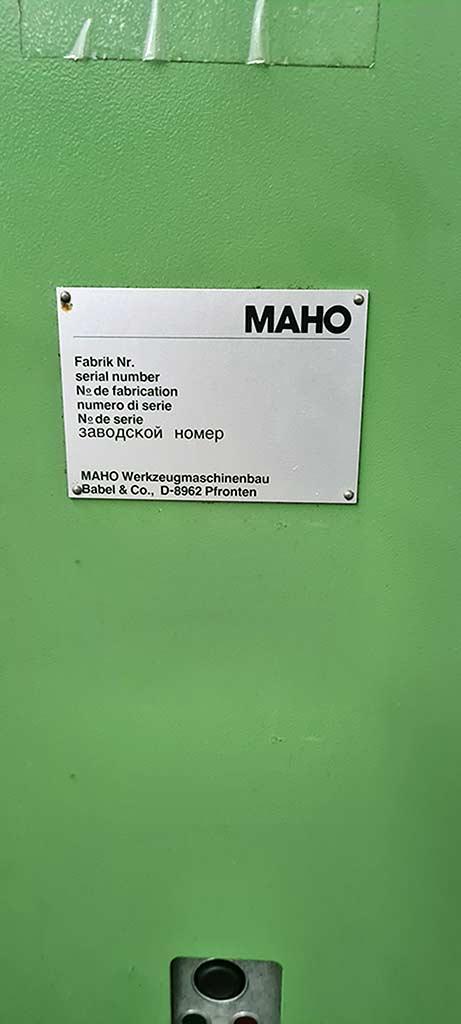 MAHO
Fabrik Nr.
serial number
№ de fabrication
numero di serie
№ de serie
заводской номер
MAHO Werkzeugmaschinenbau
Babel & Co., D-8962 Pfronten